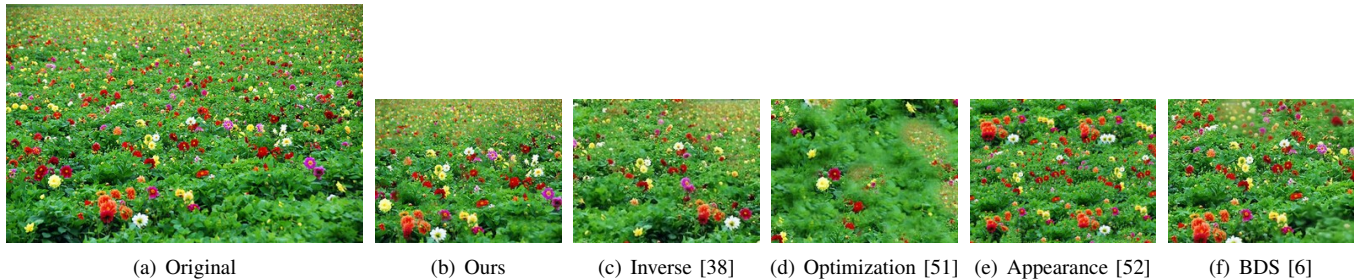 (a) Original
(b) Ours
(c) Inverse [38]
(d) Optimization [51]
(e) Appearance [52]
(f) BDS [6]